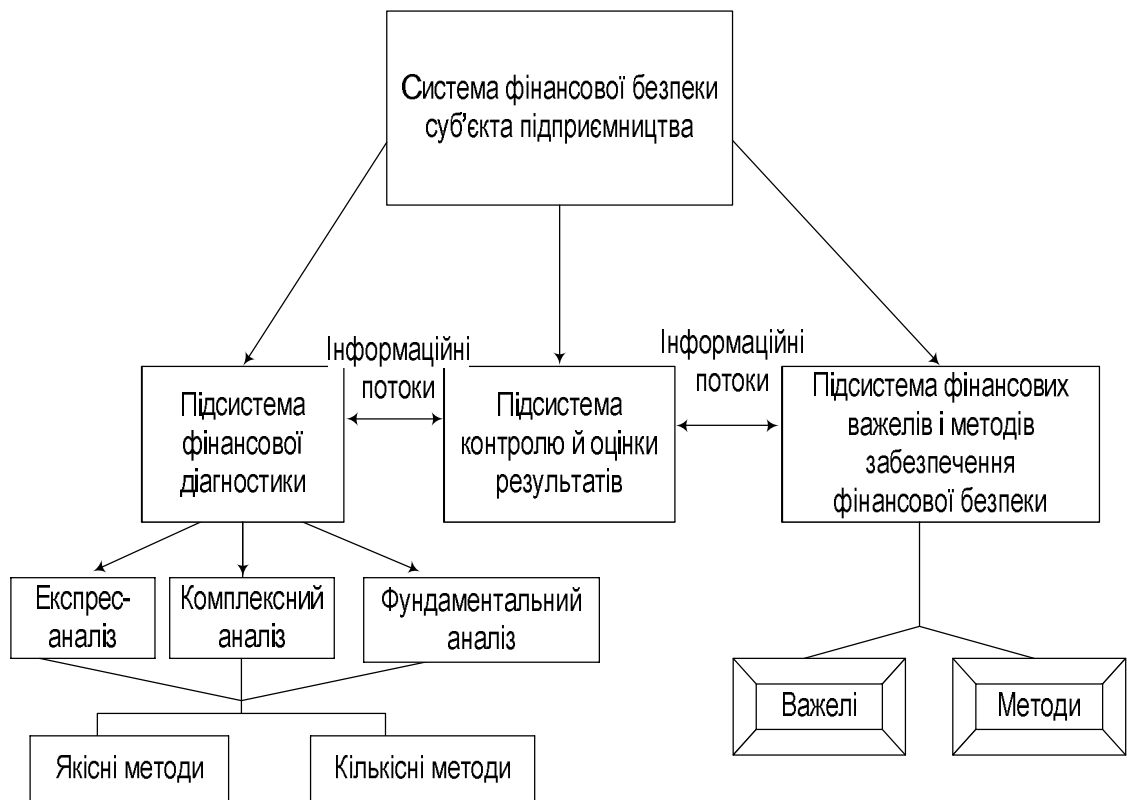 Система фінансової безпеки
суб’єкта підприємництва
Інформаційні
потоки
Інформаційні
потоки
Підсистема
фінансової
діагностики
Підсистема
контролю й оцінки
результатів
Підсистема фінансових
важелів і методів
забезпечення
фінансової безпеки
Експрес-
аналіз
Комплексний
аналіз
Фундаментальний
аналіз
Важелі
Методи
Якісні методи
Кількісні методи